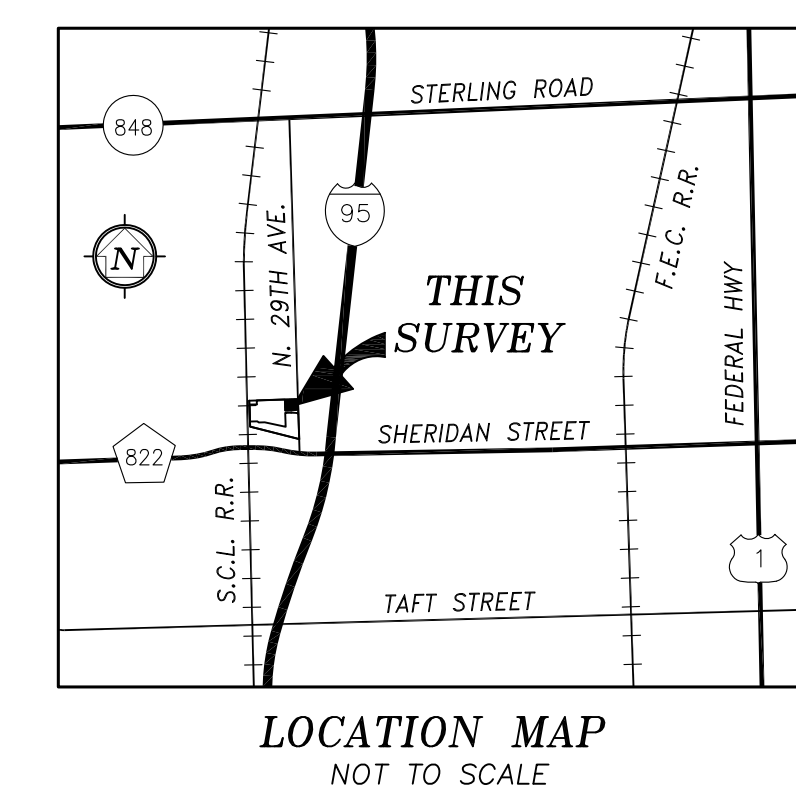 STERLING ROAD
848
95
N. 29TH AVE.
F.E.C. R.R.
N
FEDERAL HWY
THIS
SURVEY
SHERIDAN STREET
822
S.C.L. R.R.
1
TAFT STREET
LOCATION MAP
NOT TO SCALE